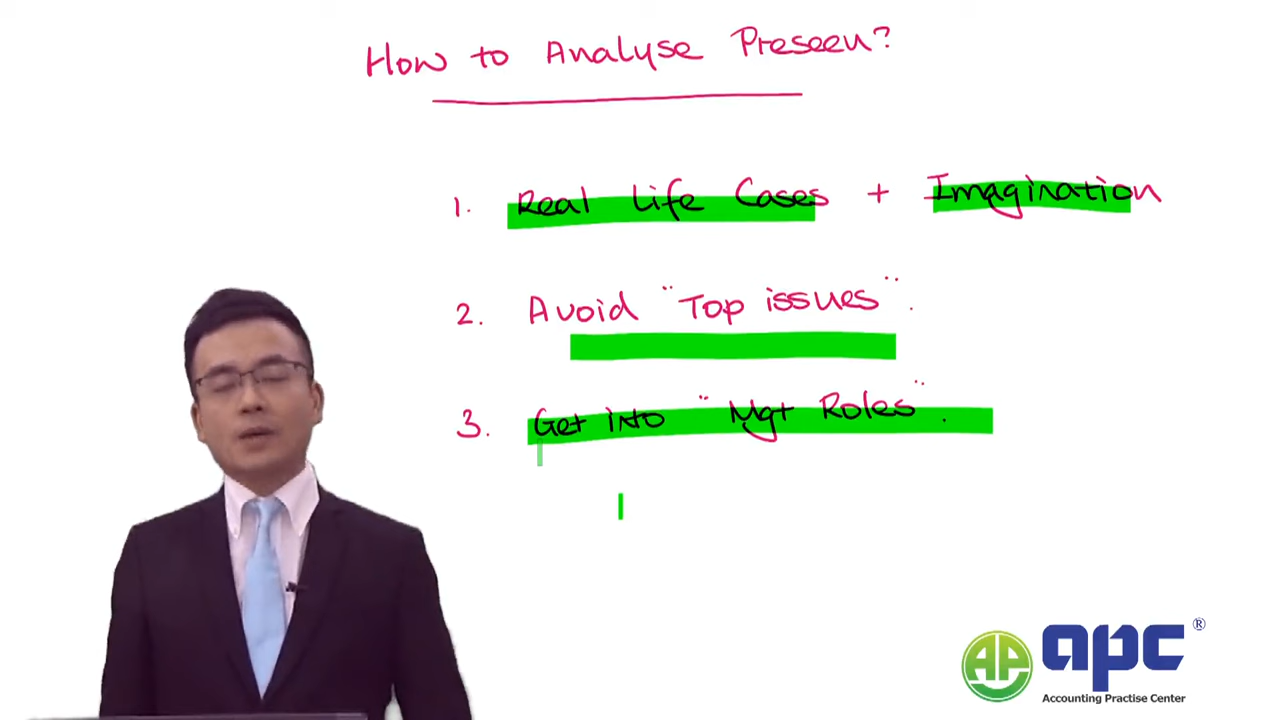 How to Analyse Preseen?
1. Real Life Cases + Imagination
2. Avoid "Top issues".
3. Get into "Mgt Roles".
AP apc ®
Accounting Practise Center